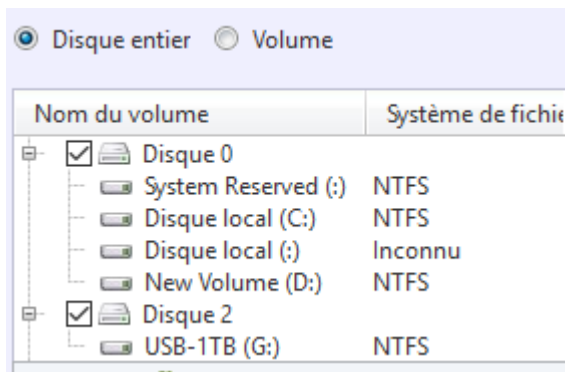 Disque entier Volume
Nom du volume Système de fichie
Disque 0
System Reserved (:) NTFS
Disque local (C:) NTFS
Disque local (:) Inconnu
New Volume (D:) NTFS
Disque 2
USB-1TB (G:) NTFS